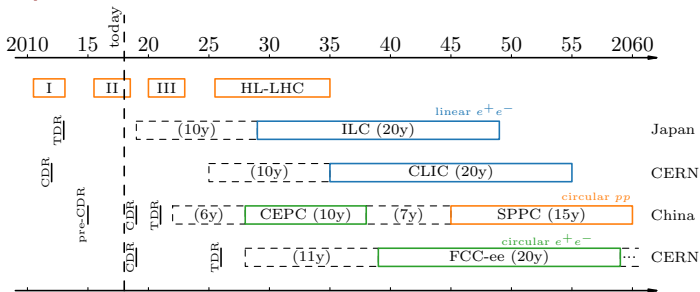 today
2010 15 20 25 30 35 40 45 50 55 2060
I II III HL-LHC
linear e⁺e⁻
TDR (10y) ILC (20y) Japan
CDR (10y) CLIC (20y) CERN
circular pp
pre-CDR CDR TDR (6y) CEPC (10y) (7y) SPPC (15y) China
circular e⁺e⁻
CDR TDR (11y) FCC-ee (20y) ... CERN